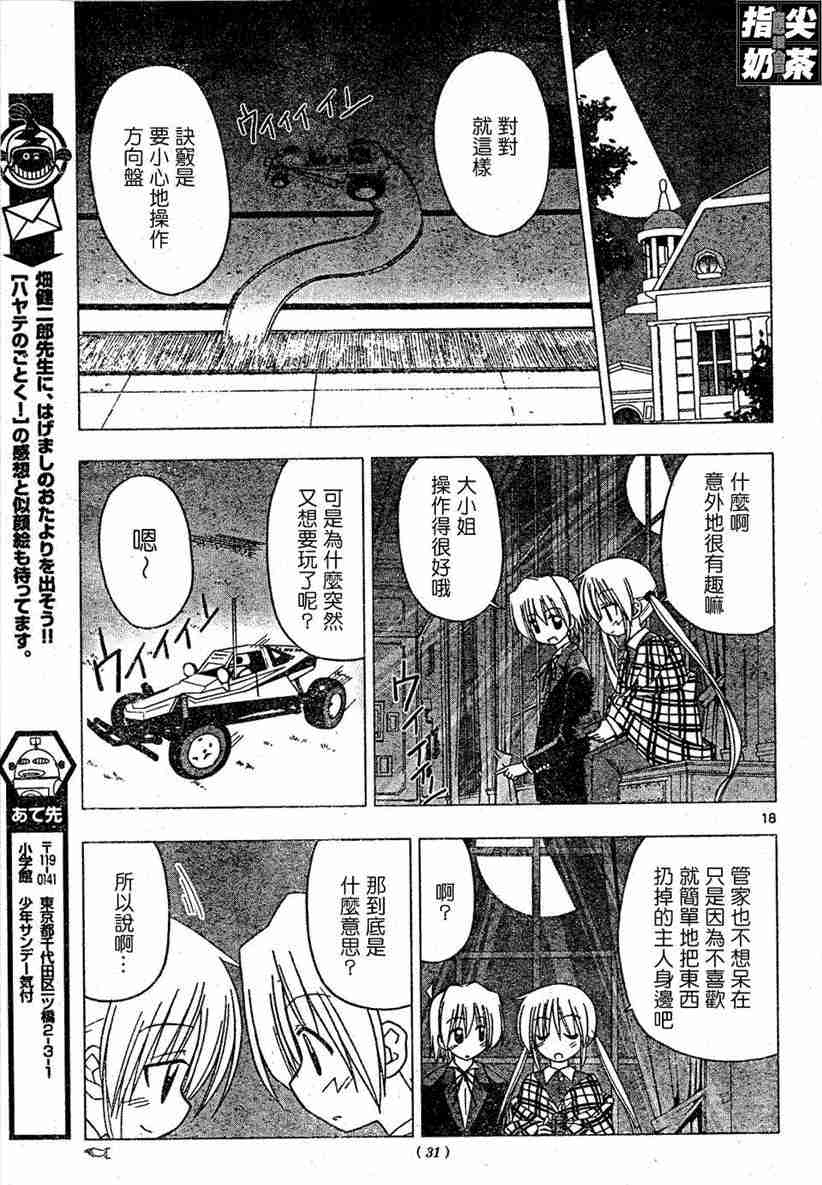 指尖
奶茶
對對
就這樣
訣竅是
要小心地操作
方向盤
ウィィィイン
什麼啊
意外地很有趣嘛
大小姐
操作得很好哦
可是為什麼突然
又想要玩了呢？
嗯～
ウィイイイン
18
管家也不想呆在
只是因為不喜歡
就簡單地把東西
扔掉的主人身邊吧
啊？
那到底是
什麼意思？
所以說啊…
(31)
畑健二郎先生に、はげましのおたよりを出そう!!
[ハヤテのごとく！]の感想と似顔絵も待ってます。
あて先
〒119-0141 東京都千代田区一ツ橋2-3-1
小学館 少年サンデー気付